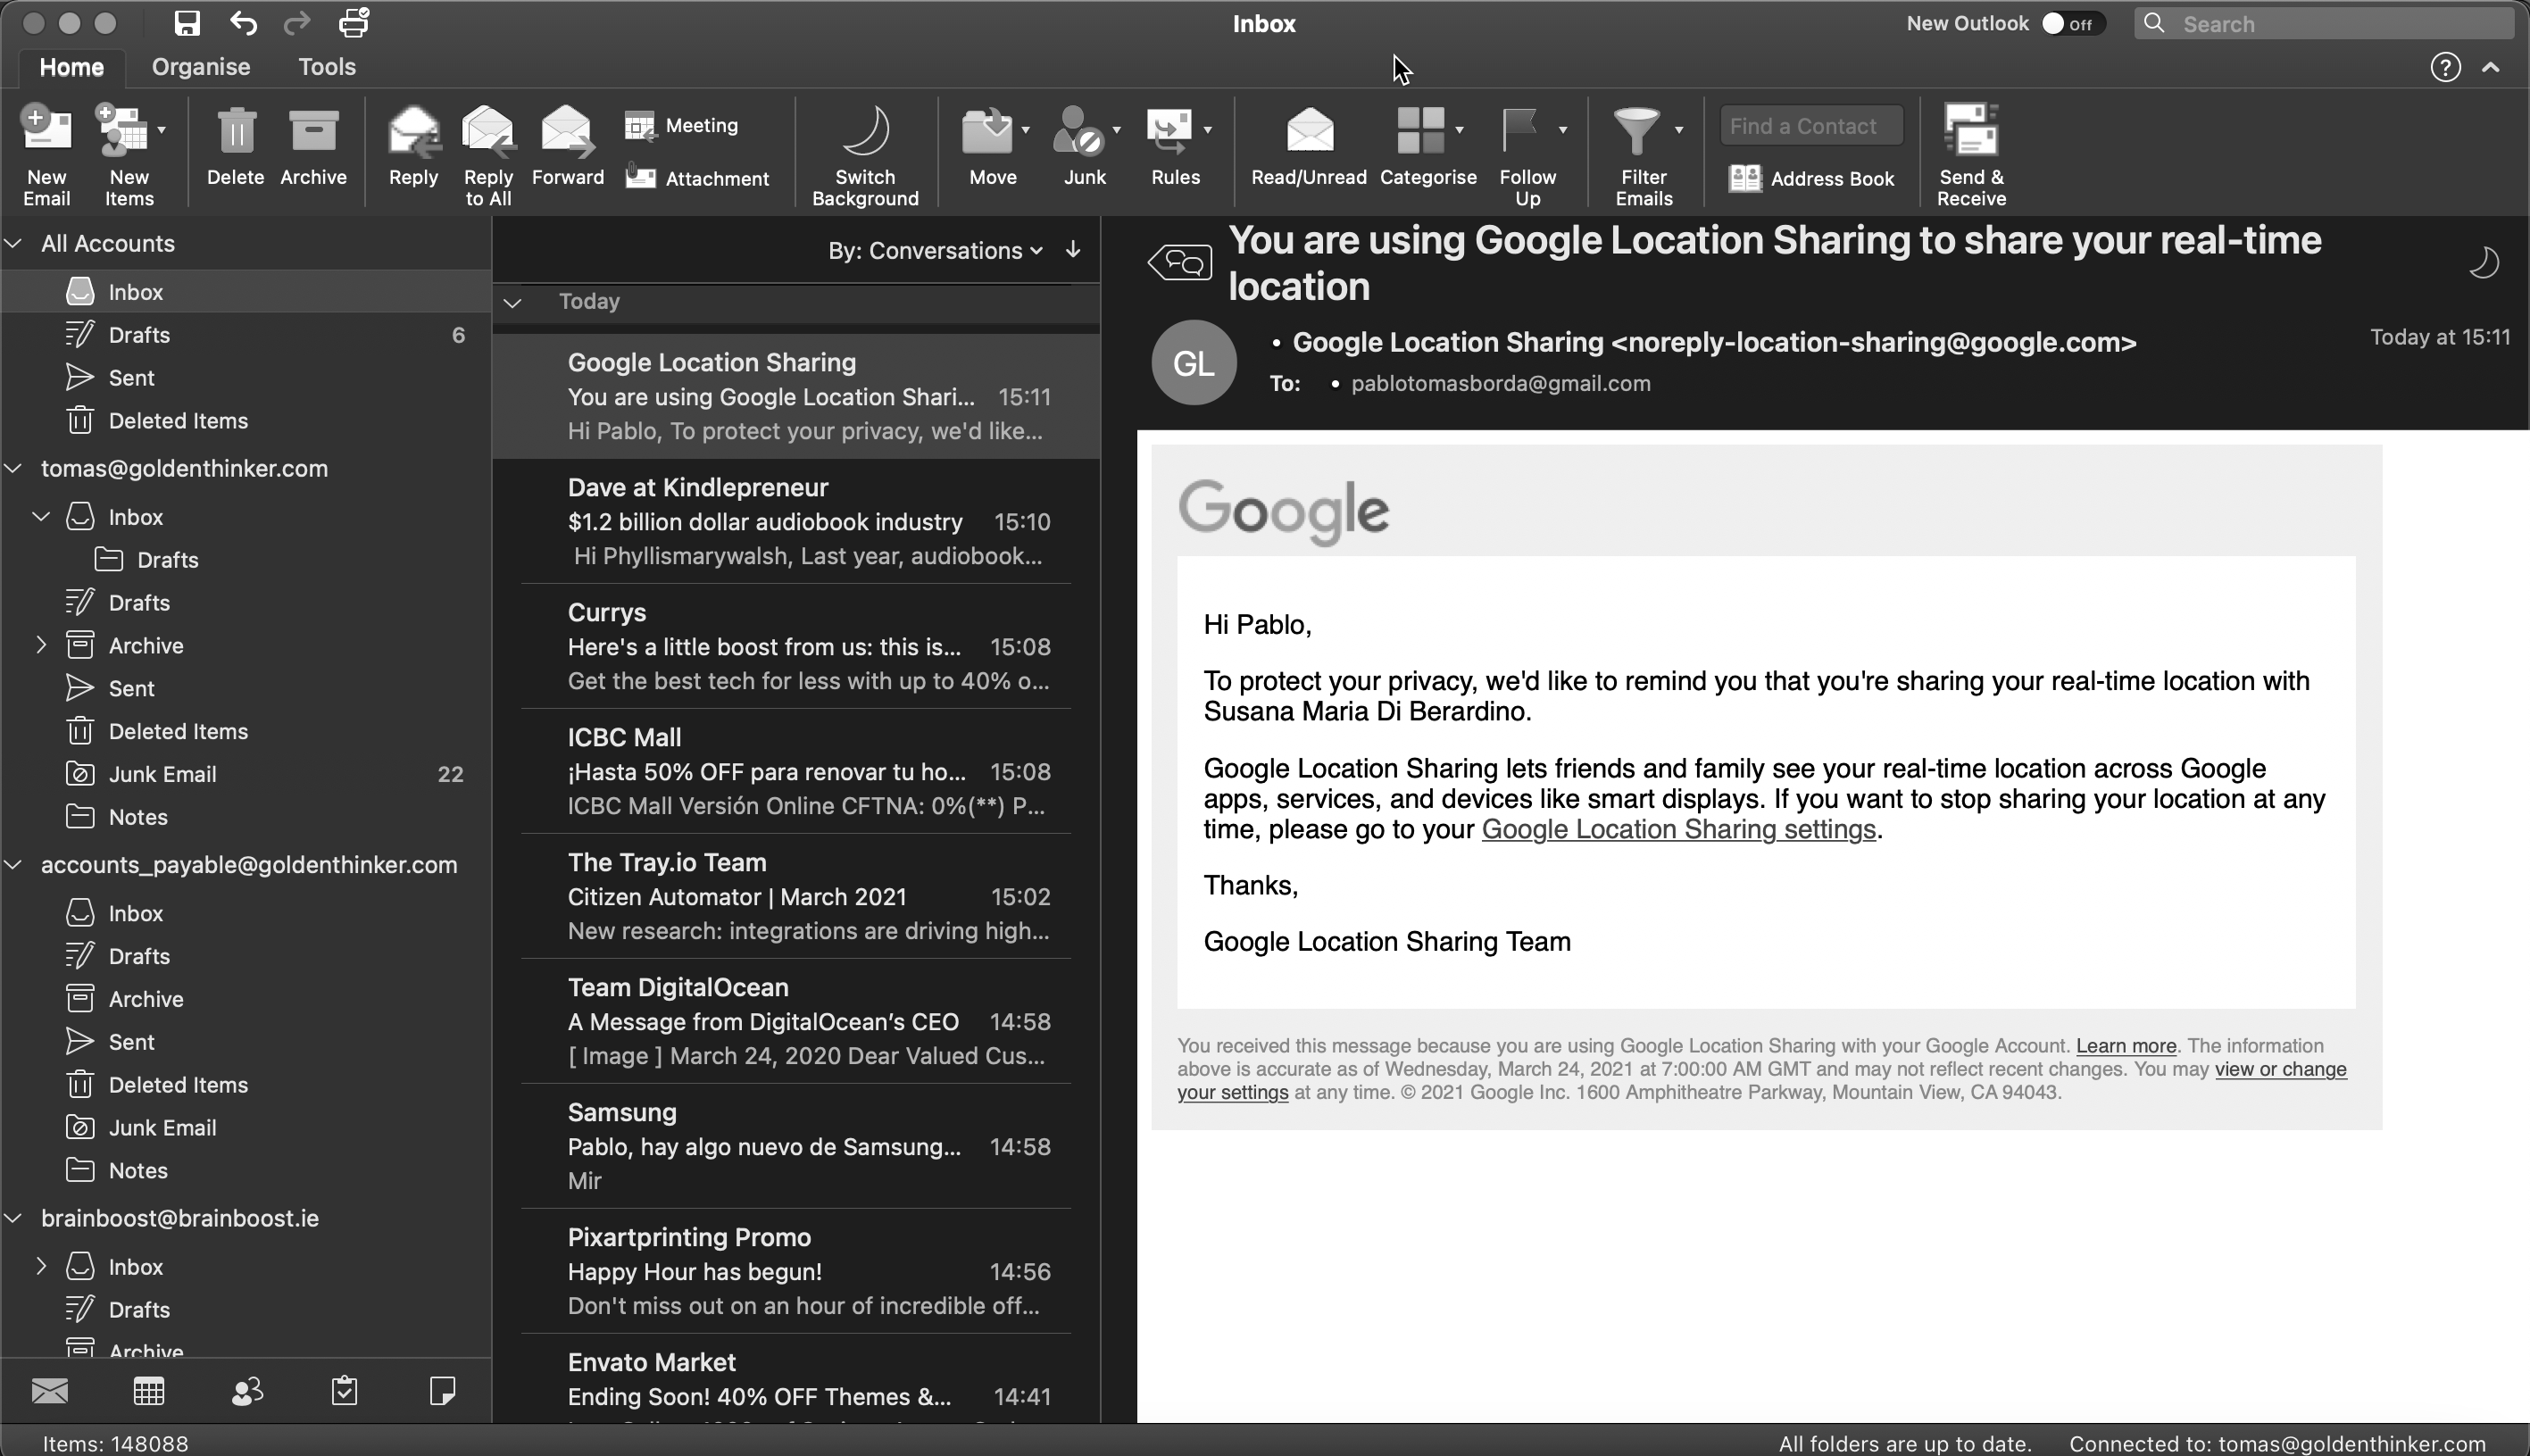 Inbox
New Outlook Off
Search
Home Organise Tools
New Email
New Items
Delete
Archive
Reply
Reply to All
Forward
Meeting
Attachment
Switch Background
Move
Junk
Rules
Read/Unread
Categorise
Follow Up
Filter Emails
Find a Contact
Address Book
Send & Receive
All Accounts
Inbox
Drafts 6
Sent
Deleted Items
tomas@goldenthinker.com
Inbox
Drafts
Drafts
Archive
Sent
Deleted Items
Junk Email 22
Notes
accounts_payable@goldenthinker.com
Inbox
Drafts
Archive
Sent
Deleted Items
Junk Email
Notes
brainboost@brainboost.ie
Inbox
Drafts
Archive
By: Conversations
Today
Google Location Sharing
You are using Google Location Shari... 15:11
Hi Pablo, To protect your privacy, we'd like...
Dave at Kindlepreneur
$1.2 billion dollar audiobook industry 15:10
Hi Phyllismarywalsh, Last year, audiobook...
Currys
Here's a little boost from us: this is... 15:08
Get the best tech for less with up to 40% o...
ICBC Mall
¡Hasta 50% OFF para renovar tu ho... 15:08
ICBC Mall Versión Online CFTNA: 0%(**) P...
The Tray.io Team
Citizen Automator | March 2021 15:02
New research: integrations are driving high...
Team DigitalOcean
A Message from DigitalOcean’s CEO 14:58
[ Image ] March 24, 2020 Dear Valued Cus...
Samsung
Pablo, hay algo nuevo de Samsung... 14:58
Mir
Pixartprinting Promo
Happy Hour has begun! 14:56
Don't miss out on an hour of incredible off...
Envato Market
Ending Soon! 40% OFF Themes &... 14:41
You are using Google Location Sharing to share your real-time
location
GL
Google Location Sharing <noreply-location-sharing@google.com>
Today at 15:11
To: pablotomasborda@gmail.com
Google
Hi Pablo,
To protect your privacy, we'd like to remind you that you're sharing your real-time location with
Susana Maria Di Berardino.
Google Location Sharing lets friends and family see your real-time location across Google
apps, services, and devices like smart displays. If you want to stop sharing your location at any
time, please go to your Google Location Sharing settings.
Thanks,
Google Location Sharing Team
You received this message because you are using Google Location Sharing with your Google Account. Learn more. The information
above is accurate as of Wednesday, March 24, 2021 at 7:00:00 AM GMT and may not reflect recent changes. You may view or change
your settings at any time. © 2021 Google Inc. 1600 Amphitheatre Parkway, Mountain View, CA 94043.
Items: 148088
All folders are up to date. Connected to: tomas@goldenthinker.com